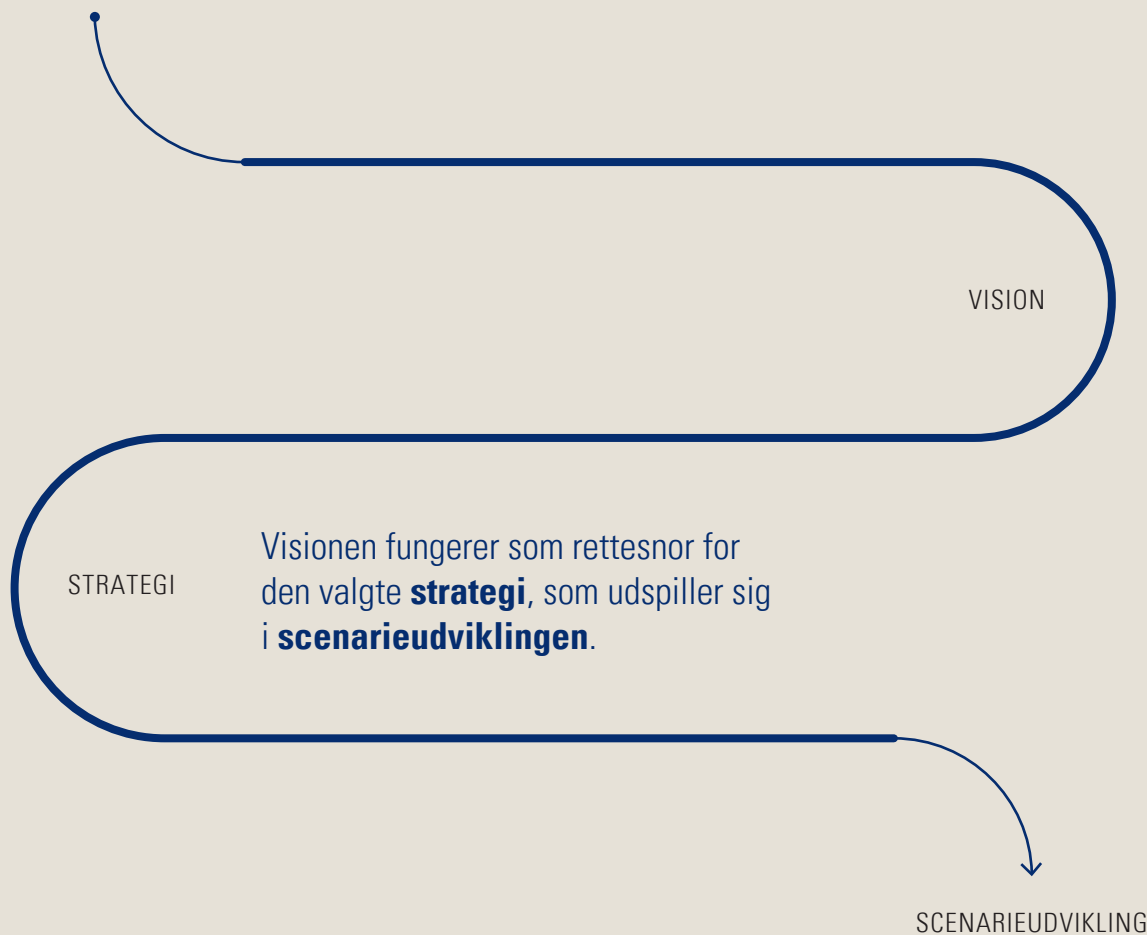 VISION
STRATEGI
Visionen fungerer som rettesnor for
den valgte strategi, som udspiller sig
i scenarieudviklingen.
SCENARIEUDVIKLING